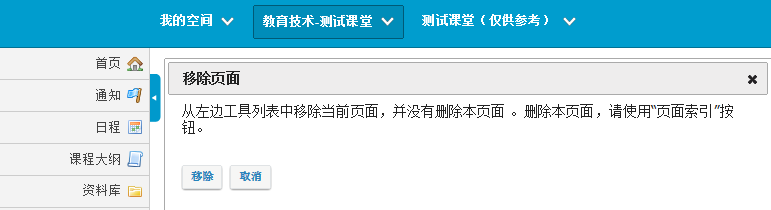 我的空间
教育技术-测试课堂
测试课堂（仅供参考）
首页
通知
日程
课程大纲
资料库
移除页面
从左边工具列表中移除当前页面，并没有删除本页面 。删除本页面，请使用“页面索引”按
钮。
移除
取消